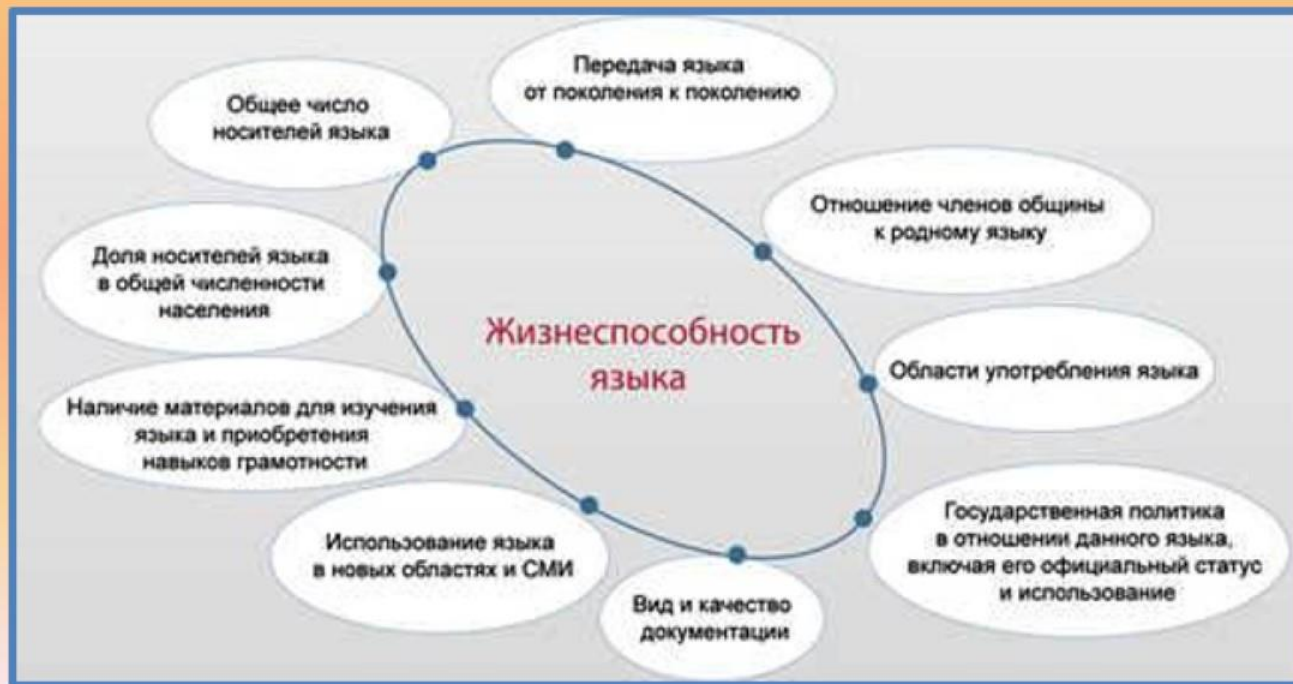 Передача языка
от поколения к поколению
Общее число
носителей языка
Отношение членов общины
к родному языку
Доля носителей языка
в общей численности
населения
Жизнеспособность
языка
Области употребления языка
Наличие материалов для изучения
языка и приобретения
навыков грамотности
Государственная политика
в отношении данного языка,
включая его официальный статус
и использование
Использование языка
в новых областях и СМИ
Вид и качество
документации